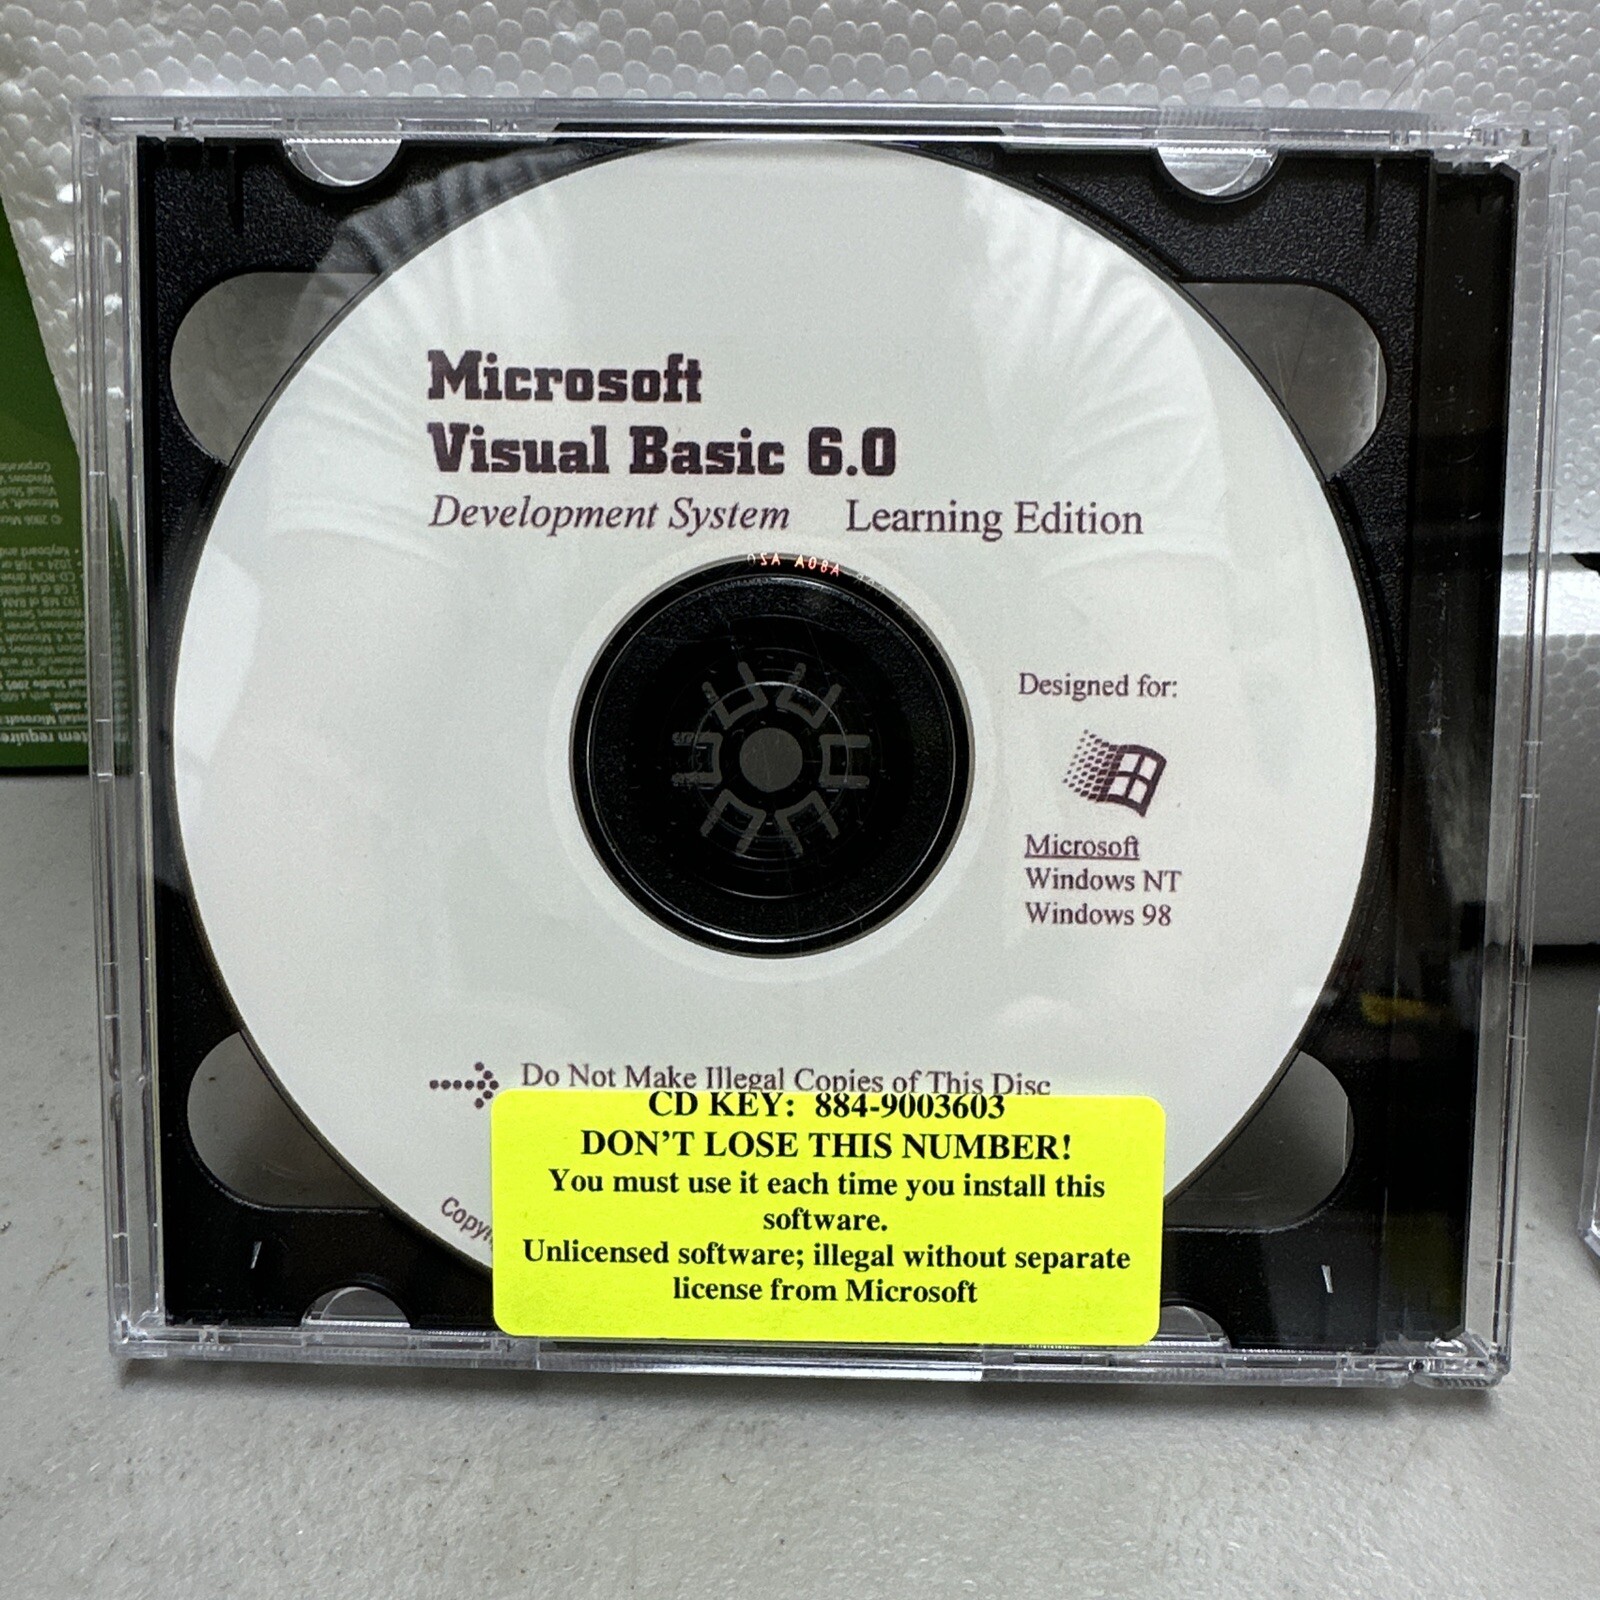 Microsoft
Visual Basic 6.0
Development System Learning Edition
Designed for:
Microsoft
Windows NT
Windows 98
Do Not Make Illegal Copies of This Disc
CD KEY: 884-9003603
DON'T LOSE THIS NUMBER!
You must use it each time you install this
software.
Unlicensed software; illegal without separate
license from Microsoft